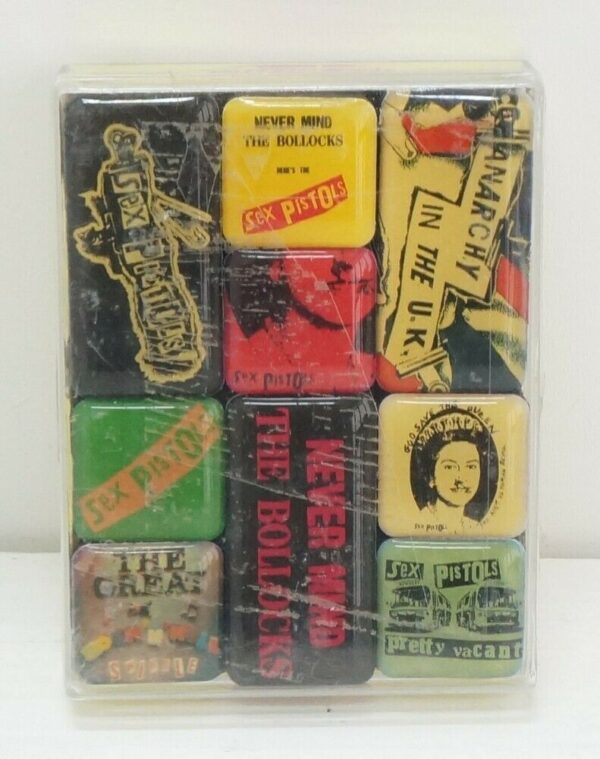 SEX PISTOLS!
NEVER MIND
THE BOLLOCKS
HERE'S THE
SEX PISTOLS
ANARCHY
IN THE U.K.
SEX PISTOLS
SEX PISTOLS
NEVER MIND
THE BOLLOCKS
GOD SAVE THE QUEEN
SEX PISTOLS
THE
GREAT
SWINDLE
SEX PISTOLS
pretty vacant